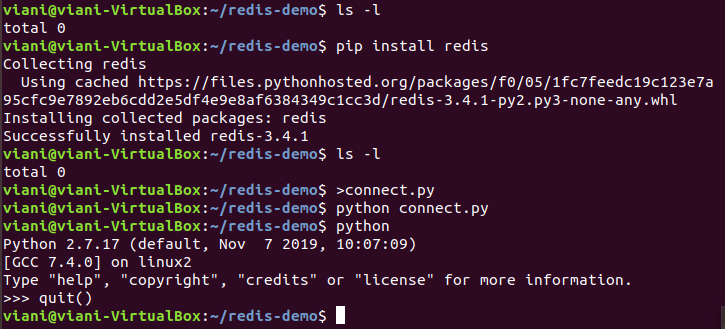 viani@viani-VirtualBox:~/redis-demo$ ls -l
total 0
viani@viani-VirtualBox:~/redis-demo$ pip install redis
Collecting redis
  Using cached https://files.pythonhosted.org/packages/f0/05/1fc7feedc19c123e7a
95cfc9e7892eb6cdd2e5df4e9e8af6384349c1cc3d/redis-3.4.1-py2.py3-none-any.whl
Installing collected packages: redis
Successfully installed redis-3.4.1
viani@viani-VirtualBox:~/redis-demo$ ls -l
total 0
viani@viani-VirtualBox:~/redis-demo$ >connect.py
viani@viani-VirtualBox:~/redis-demo$ python connect.py
viani@viani-VirtualBox:~/redis-demo$ python
Python 2.7.17 (default, Nov  7 2019, 10:07:09)
[GCC 7.4.0] on linux2
Type "help", "copyright", "credits" or "license" for more information.
>>> quit()
viani@viani-VirtualBox:~/redis-demo$